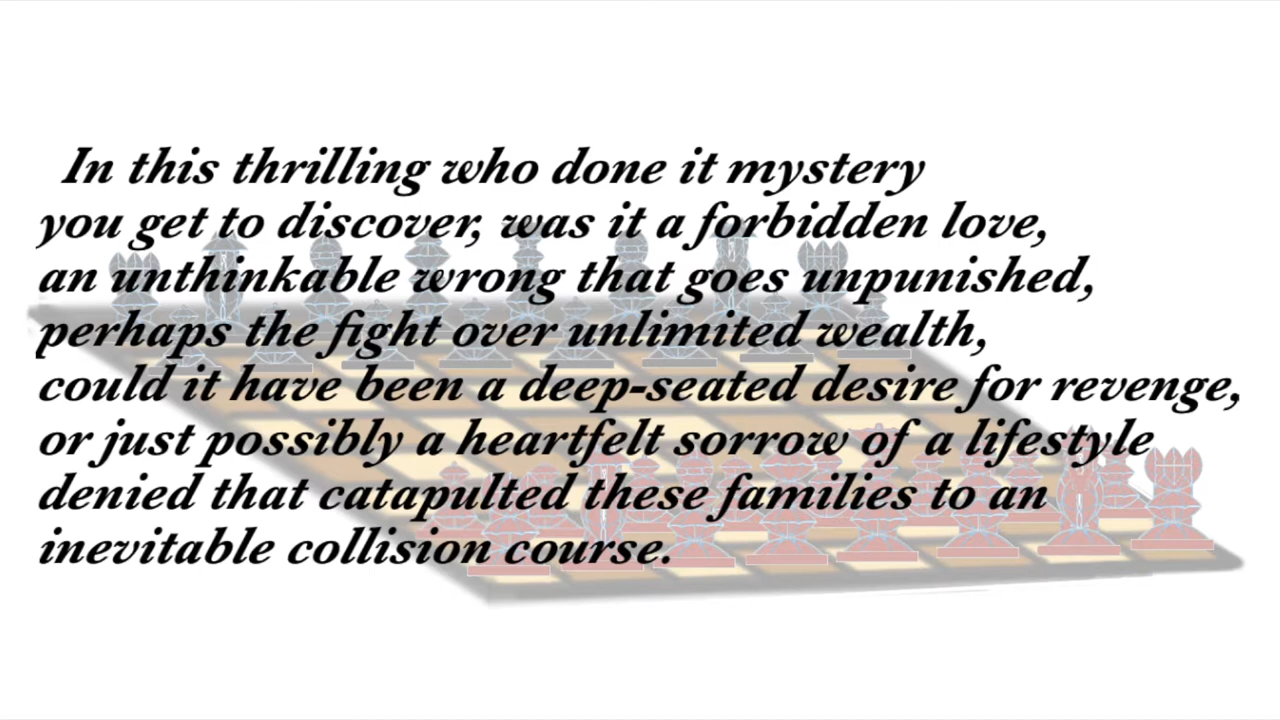 In this thrilling who done it mystery
you get to discover, was it a forbidden love,
an unthinkable wrong that goes unpunished,
perhaps the fight over unlimited wealth,
could it have been a deep-seated desire for revenge,
or just possibly a heartfelt sorrow of a lifestyle
denied that catapulted these families to an
inevitable collision course.